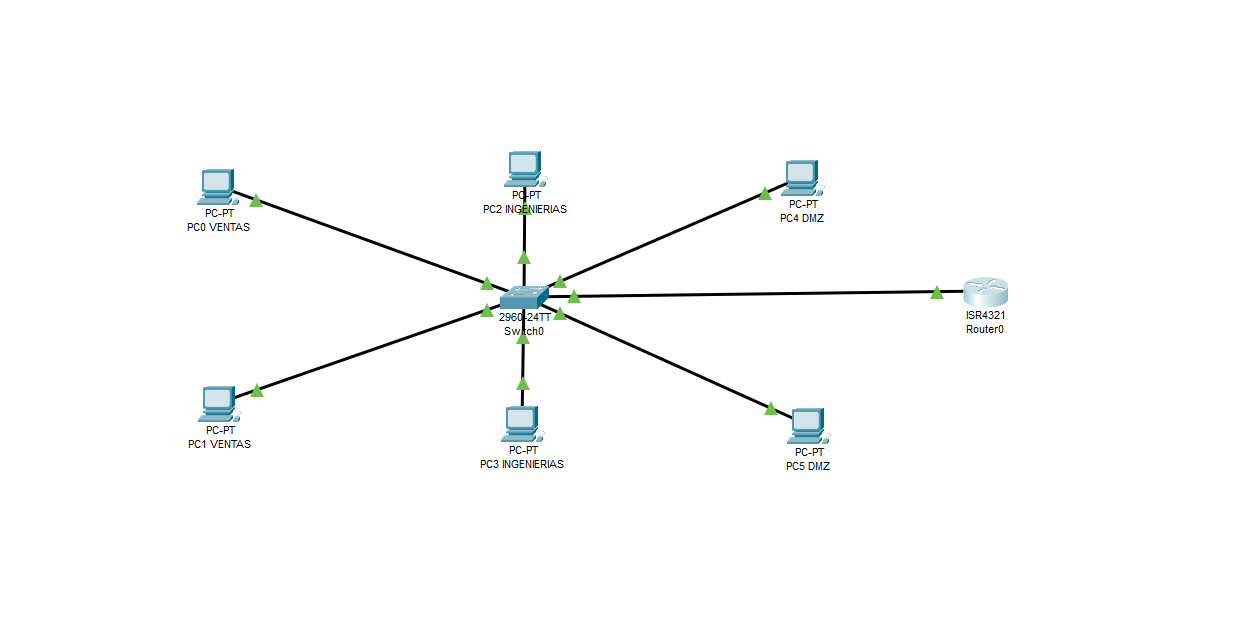 PC-PT
PC0 VENTAS
PC-PT
PC2 INGENIERIAS
PC-PT
PC4 DMZ
2960-24TT
Switch0
ISR4321
Router0
PC-PT
PC1 VENTAS
PC-PT
PC3 INGENIERIAS
PC-PT
PC5 DMZ